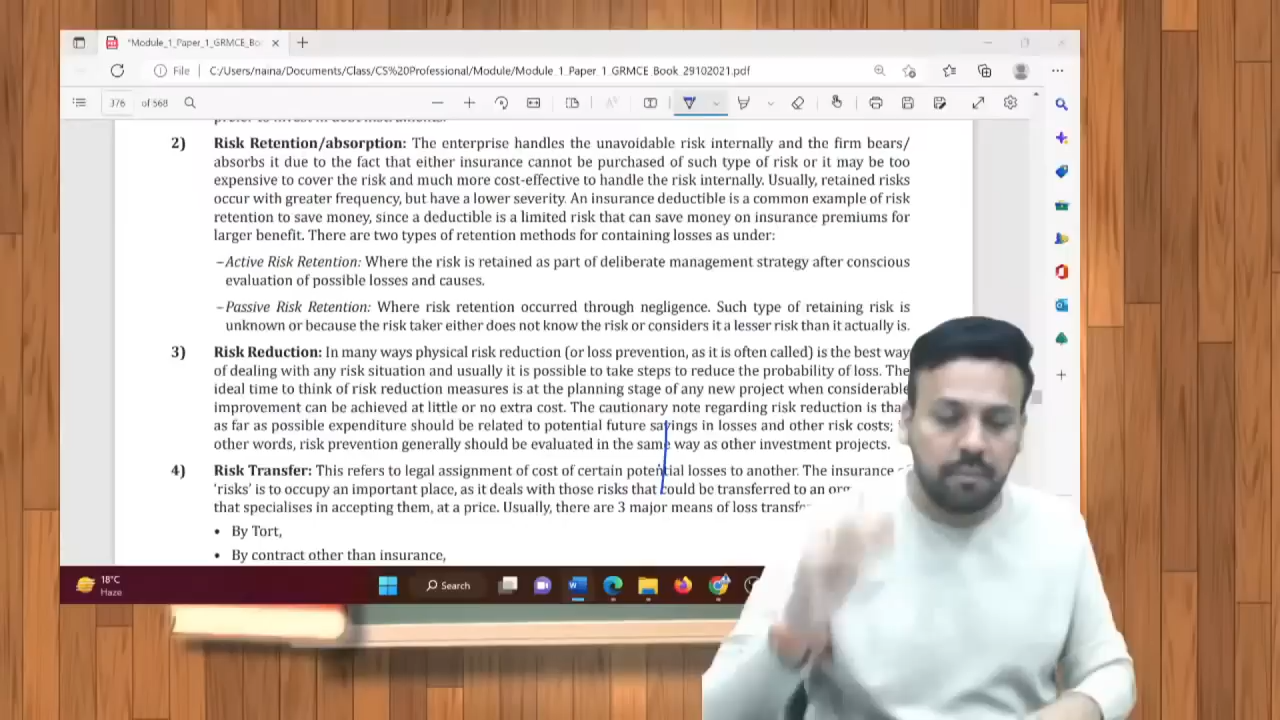 *Module_1_Paper_1_GRMCE_Bo
File C:/Users/naina/Documents/Class/CS%20Professional/Module/Module_1_Paper_1_GRMCE_Book_29102021.pdf
376 of 568
prefer to invest in debt instruments.
2) Risk Retention/absorption: The enterprise handles the unavoidable risk internally and the firm bears/
absorbs it due to the fact that either insurance cannot be purchased of such type of risk or it may be too
expensive to cover the risk and much more cost-effective to handle the risk internally. Usually, retained risks
occur with greater frequency, but have a lower severity. An insurance deductible is a common example of risk
retention to save money, since a deductible is a limited risk that can save money on insurance premiums for
larger benefit. There are two types of retention methods for containing losses as under:
–Active Risk Retention: Where the risk is retained as part of deliberate management strategy after conscious
evaluation of possible losses and causes.
–Passive Risk Retention: Where risk retention occurred through negligence. Such type of retaining risk is
unknown or because the risk taker either does not know the risk or considers it a lesser risk than it actually is.
3) Risk Reduction: In many ways physical risk reduction (or loss prevention, as it is often called) is the best way
of dealing with any risk situation and usually it is possible to take steps to reduce the probability of loss. The
ideal time to think of risk reduction measures is at the planning stage of any new project when considerable
improvement can be achieved at little or no extra cost. The cautionary note regarding risk reduction is tha
as far as possible expenditure should be related to potential future savings in losses and other risk costs;
other words, risk prevention generally should be evaluated in the same way as other investment projects.
4) Risk Transfer: This refers to legal assignment of cost of certain potential losses to another. The insurance
'risks' is to occupy an important place, as it deals with those risks that could be transferred to an org
that specialises in accepting them, at a price. Usually, there are 3 major means of loss transf
• By Tort,
• By contract other than insurance,
18°C
Haze
Search